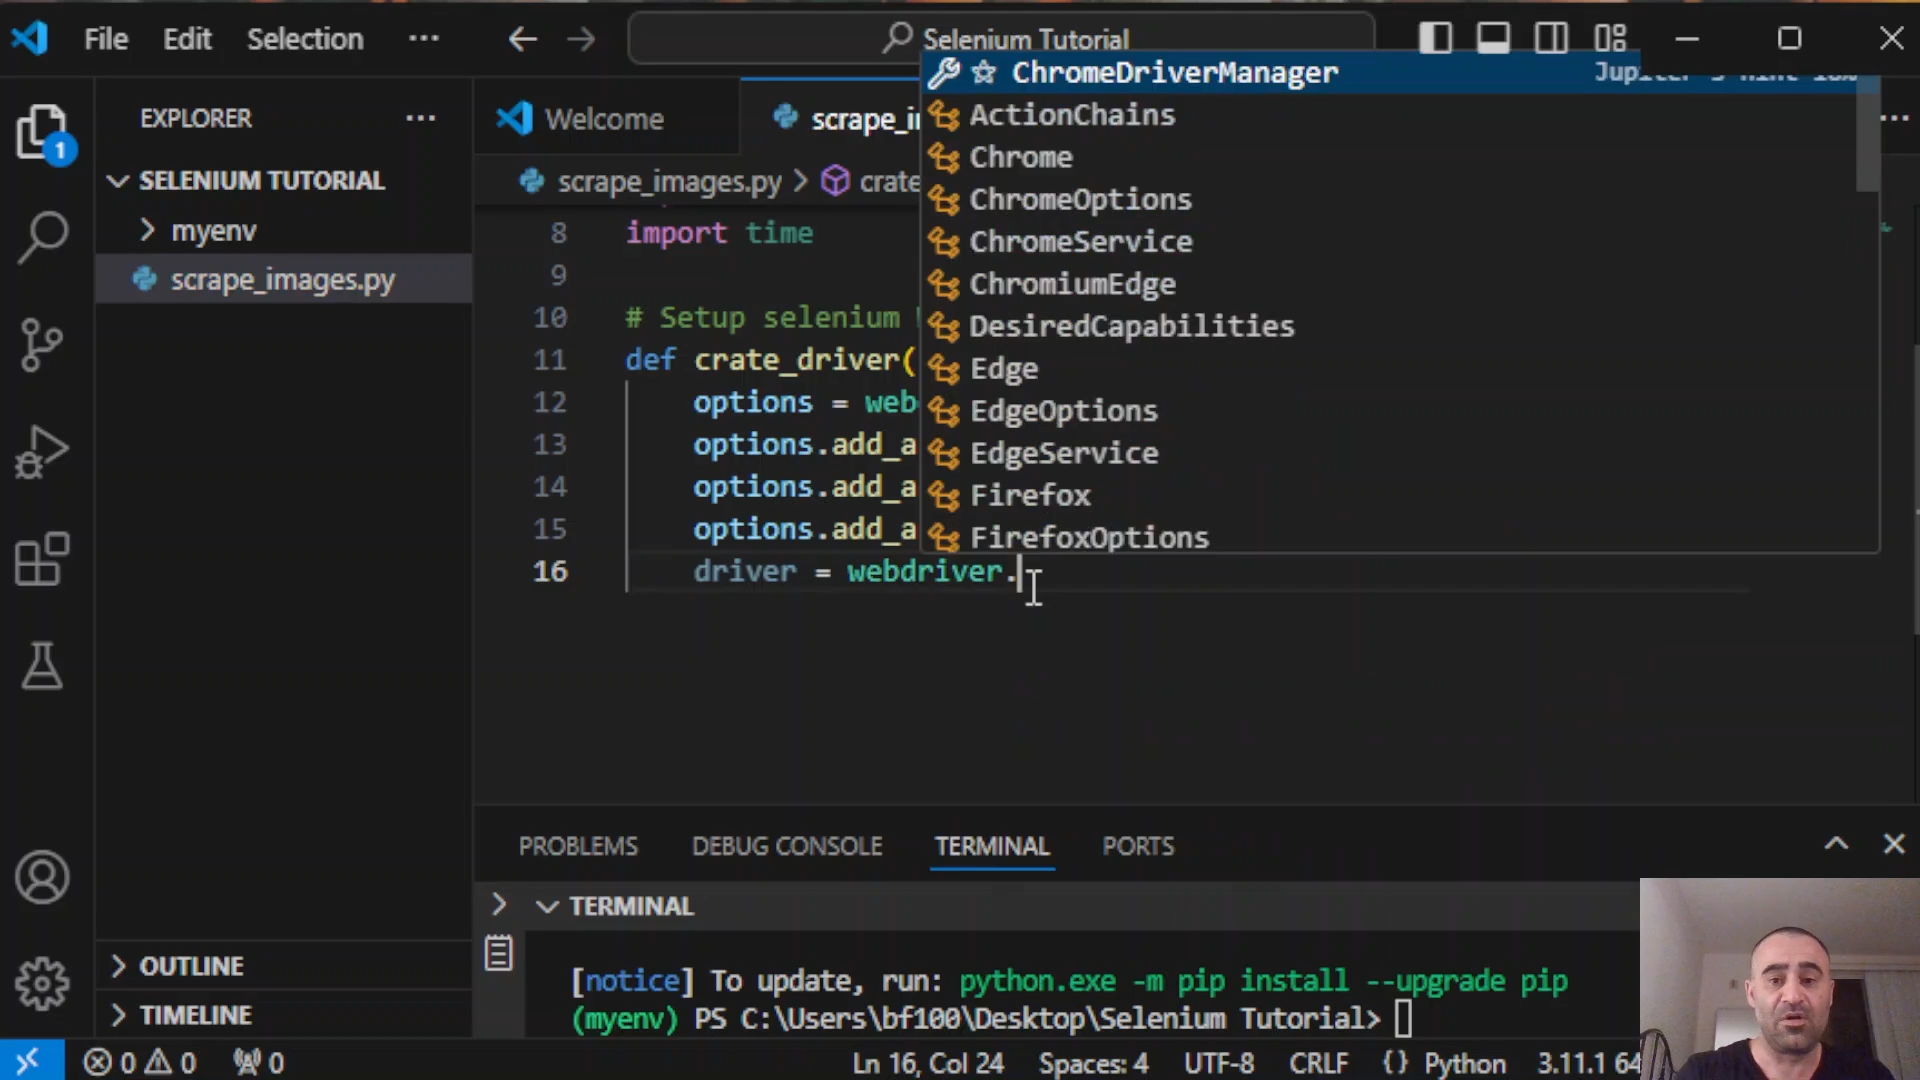 File Edit Selection ··· Selenium Tutorial
EXPLORER
SELENIUM TUTORIAL
myenv
scrape_images.py
OUTLINE
TIMELINE
1
Welcome
scrape_i
scrape_images.py > crate
8 import time
9
10 # Setup selenium
11 def crate_driver(
12 options = web
13 options.add_a
14 options.add_a
15 options.add_a
16 driver = webdriver.
ChromeDriverManager
ActionChains
Chrome
ChromeOptions
ChromeService
ChromiumEdge
DesiredCapabilities
Edge
EdgeOptions
EdgeService
Firefox
FirefoxOptions
PROBLEMS DEBUG CONSOLE TERMINAL PORTS
TERMINAL
[notice] To update, run: python.exe -m pip install --upgrade pip
(myenv) PS C:\Users\bf100\Desktop\Selenium Tutorial>
0 0 0 Ln 16, Col 24 Spaces: 4 UTF-8 CRLF {} Python 3.11.1 64